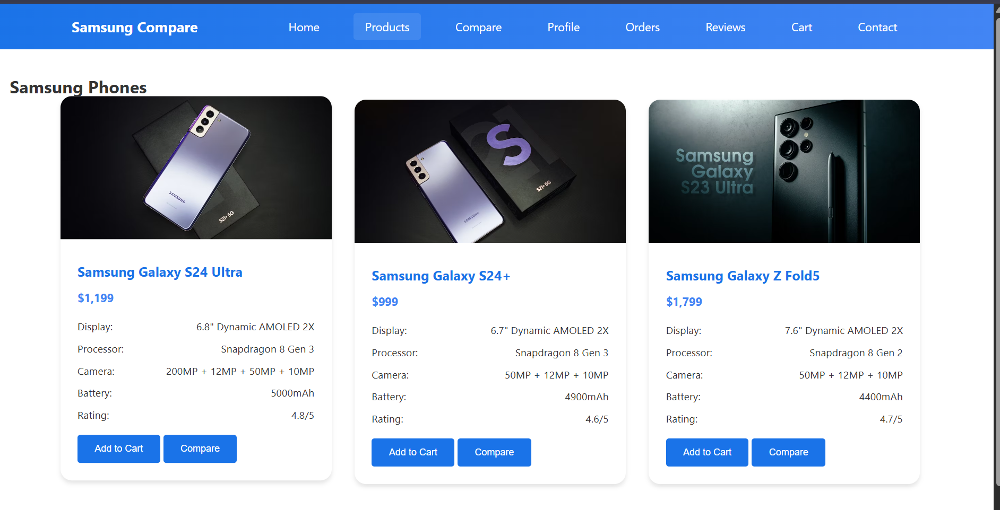 Samsung Compare Home Products Compare Profile Orders Reviews Cart Contact
Samsung Phones
SAMSUNG
S21+ 5G
Samsung Galaxy S24 Ultra
$1,199
Display: 6.8" Dynamic AMOLED 2X
Processor: Snapdragon 8 Gen 3
Camera: 200MP + 12MP + 50MP + 10MP
Battery: 5000mAh
Rating: 4.8/5
Add to Cart Compare
S
S21+ 5G
SAMSUNG
Samsung Galaxy S24+
$999
Display: 6.7" Dynamic AMOLED 2X
Processor: Snapdragon 8 Gen 3
Camera: 50MP + 12MP + 10MP
Battery: 4900mAh
Rating: 4.6/5
Add to Cart Compare
Samsung
Galaxy
S23 Ultra
Samsung Galaxy Z Fold5
$1,799
Display: 7.6" Dynamic AMOLED 2X
Processor: Snapdragon 8 Gen 2
Camera: 50MP + 12MP + 10MP
Battery: 4400mAh
Rating: 4.7/5
Add to Cart Compare